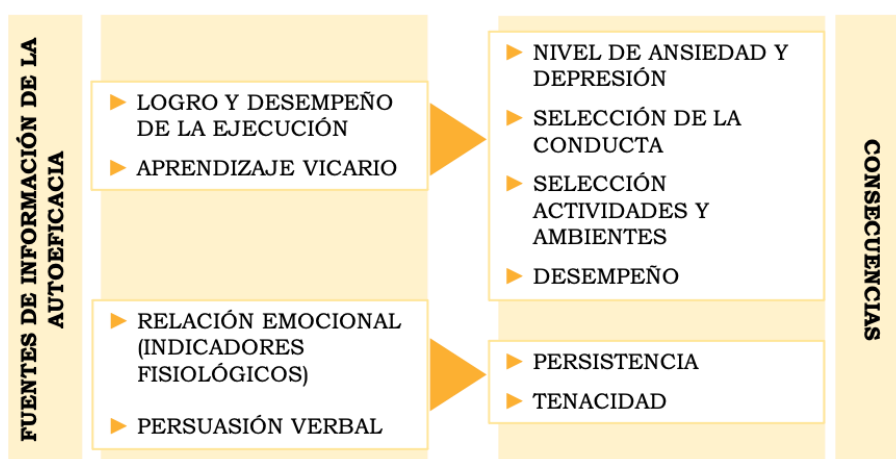 FUENTES DE INFORMACIÓN DE LA
AUTOEFICACIA
LOGRO Y DESEMPEÑO
DE LA EJECUCIÓN
APRENDIZAJE VICARIO
RELACIÓN EMOCIONAL
(INDICADORES
FISIOLÓGICOS)
PERSUASIÓN VERBAL
NIVEL DE ANSIEDAD Y
DEPRESIÓN
SELECCIÓN DE LA
CONDUCTA
SELECCIÓN
ACTIVIDADES Y
AMBIENTES
DESEMPEÑO
PERSISTENCIA
TENACIDAD
CONSECUENCIAS